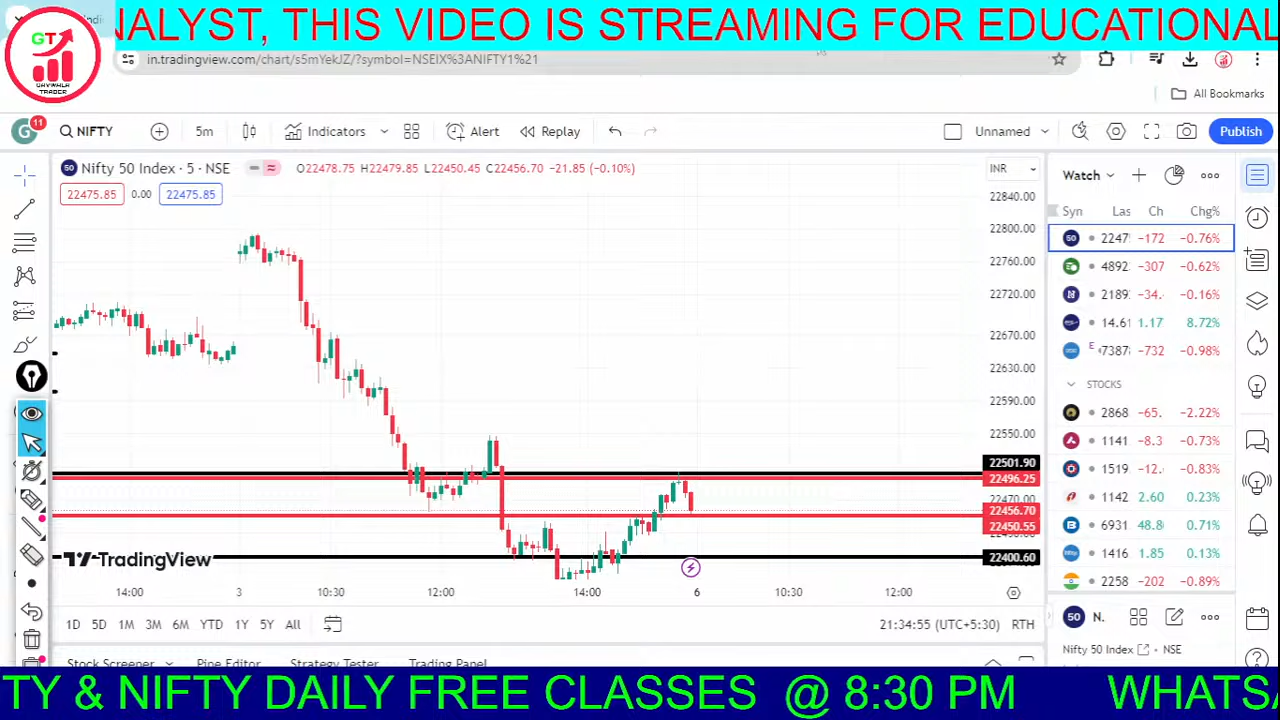 NALYST, THIS VIDEO IS STREAMING FOR EDUCATIONAL
GT
GHYWALA
TRADER
in.tradingview.com/chart/s5mYekJZ/?symbol=NSEIX%3ANIFTY1%21
All Bookmarks
G 11 NIFTY 5m Indicators Alert Replay Unnamed Publish
50 Nifty 50 Index · 5 · NSE O22478.75 H22479.85 L22450.45 C22456.70 −21.85 (−0.10%) INR
22475.85 0.00 22475.85
22840.00
22800.00
22760.00
22720.00
22670.00
22630.00
22590.00
22550.00
22501.90
22496.25
22470.00
22456.70
22450.55
22400.60
TradingView
14:00 3 10:30 12:00 14:00 6 10:30 12:00
1D 5D 1M 3M 6M YTD 1Y 5Y All 21:34:55 (UTC+5:30) RTH
Stock Screener Pine Editor Strategy Tester Trading Panel
Watch
Syn Las Ch Chg%
50 2247 −172 −0.76%
4892 −307 −0.62%
2189 −34. −0.16%
14.61 1.17 8.72%
E 73878 −732 −0.98%
STOCKS
2868 −65. −2.22%
1141 −8.3 −0.73%
1519 −12. −0.83%
1142 2.60 0.23%
6931 48.8 0.71%
1416 1.85 0.13%
2258 −202 −0.89%
50 N.
Nifty 50 Index · NSE
TY & NIFTY DAILY FREE CLASSES @ 8:30 PM WHATSA